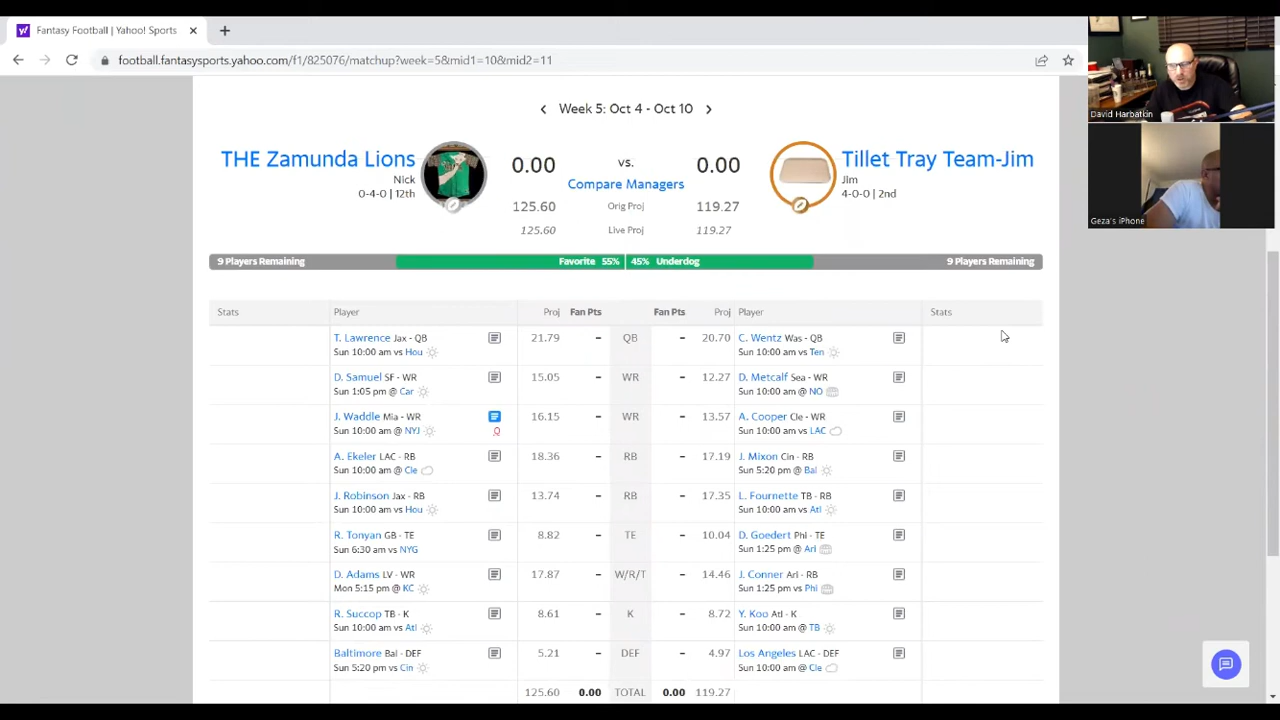 Fantasy Football | Yahoo! Sports
football.fantasysports.yahoo.com/f1/825076/matchup?week=5&mid1=10&mid2=11
David Harbatkin
Geza's iPhone
Week 5: Oct 4 - Oct 10
THE Zamunda Lions
Nick
0-4-0 | 12th
0.00 vs. 0.00
Compare Managers
125.60 Orig Proj 119.27
125.60 Live Proj 119.27
Tillet Tray Team-Jim
Jim
4-0-0 | 2nd
9 Players Remaining Favorite 55% 45% Underdog 9 Players Remaining
Stats Player Proj Fan Pts Fan Pts Proj Player Stats
T. Lawrence Jax - QB 21.79 – QB – 20.70 C. Wentz Was - QB
Sun 10:00 am vs Hou Sun 10:00 am vs Ten
D. Samuel SF - WR 15.05 – WR – 12.27 D. Metcalf Sea - WR
Sun 1:05 pm @ Car Sun 10:00 am @ NO
J. Waddle Mia - WR 16.15 – WR – 13.57 A. Cooper Cle - WR
Sun 10:00 am @ NYJ Q Sun 10:00 am vs LAC
A. Ekeler LAC - RB 18.36 – RB – 17.19 J. Mixon Cin - RB
Sun 10:00 am @ Cle Sun 5:20 pm @ Bal
J. Robinson Jax - RB 13.74 – RB – 17.35 L. Fournette TB - RB
Sun 10:00 am vs Hou Sun 10:00 am vs Atl
R. Tonyan GB - TE 8.82 – TE – 10.04 D. Goedert Phi - TE
Sun 6:30 am vs NYG Sun 1:25 pm @ Ari
D. Adams LV - WR 17.87 – W/R/T – 14.46 J. Conner Ari - RB
Mon 5:15 pm @ KC Sun 1:25 pm vs Phi
R. Succop TB - K 8.61 – K – 8.72 Y. Koo Atl - K
Sun 10:00 am vs Atl Sun 10:00 am @ TB
Baltimore Bal - DEF 5.21 – DEF – 4.97 Los Angeles LAC - DEF
Sun 5:20 pm vs Cin Sun 10:00 am @ Cle
125.60 0.00 TOTAL 0.00 119.27